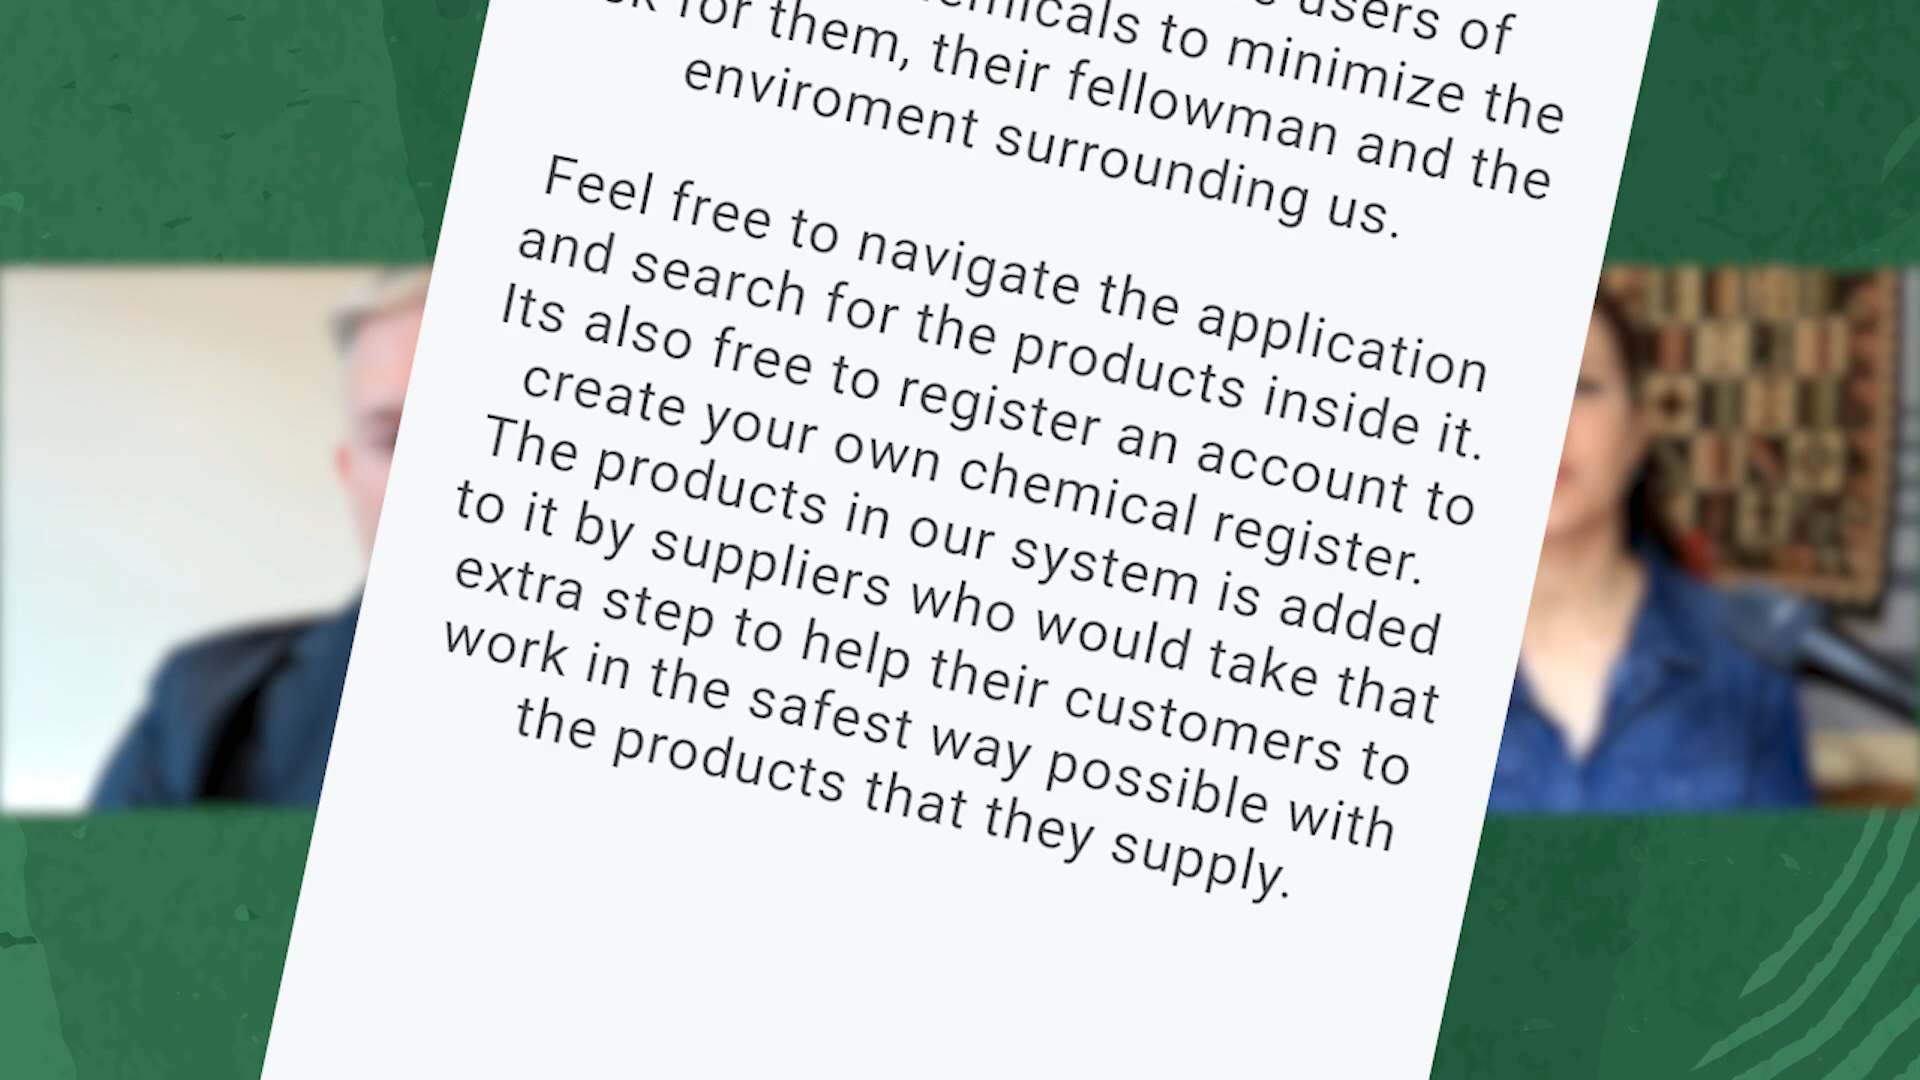 users of
to minimize the
for them, their fellowman and the
enviroment surrounding us.
Feel free to navigate the application
and search for the products inside it.
Its also free to register an account to
create your own chemical register.
The products in our system is added
to it by suppliers who would take that
extra step to help their customers to
work in the safest way possible with
the products that they supply.